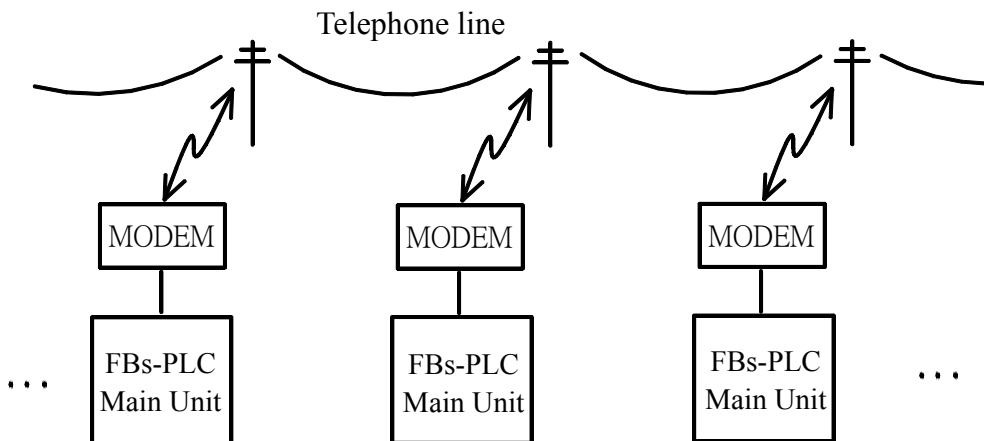 Telephone line
MODEM
MODEM
MODEM
FBs-PLC
Main Unit
FBs-PLC
Main Unit
FBs-PLC
Main Unit
...
...